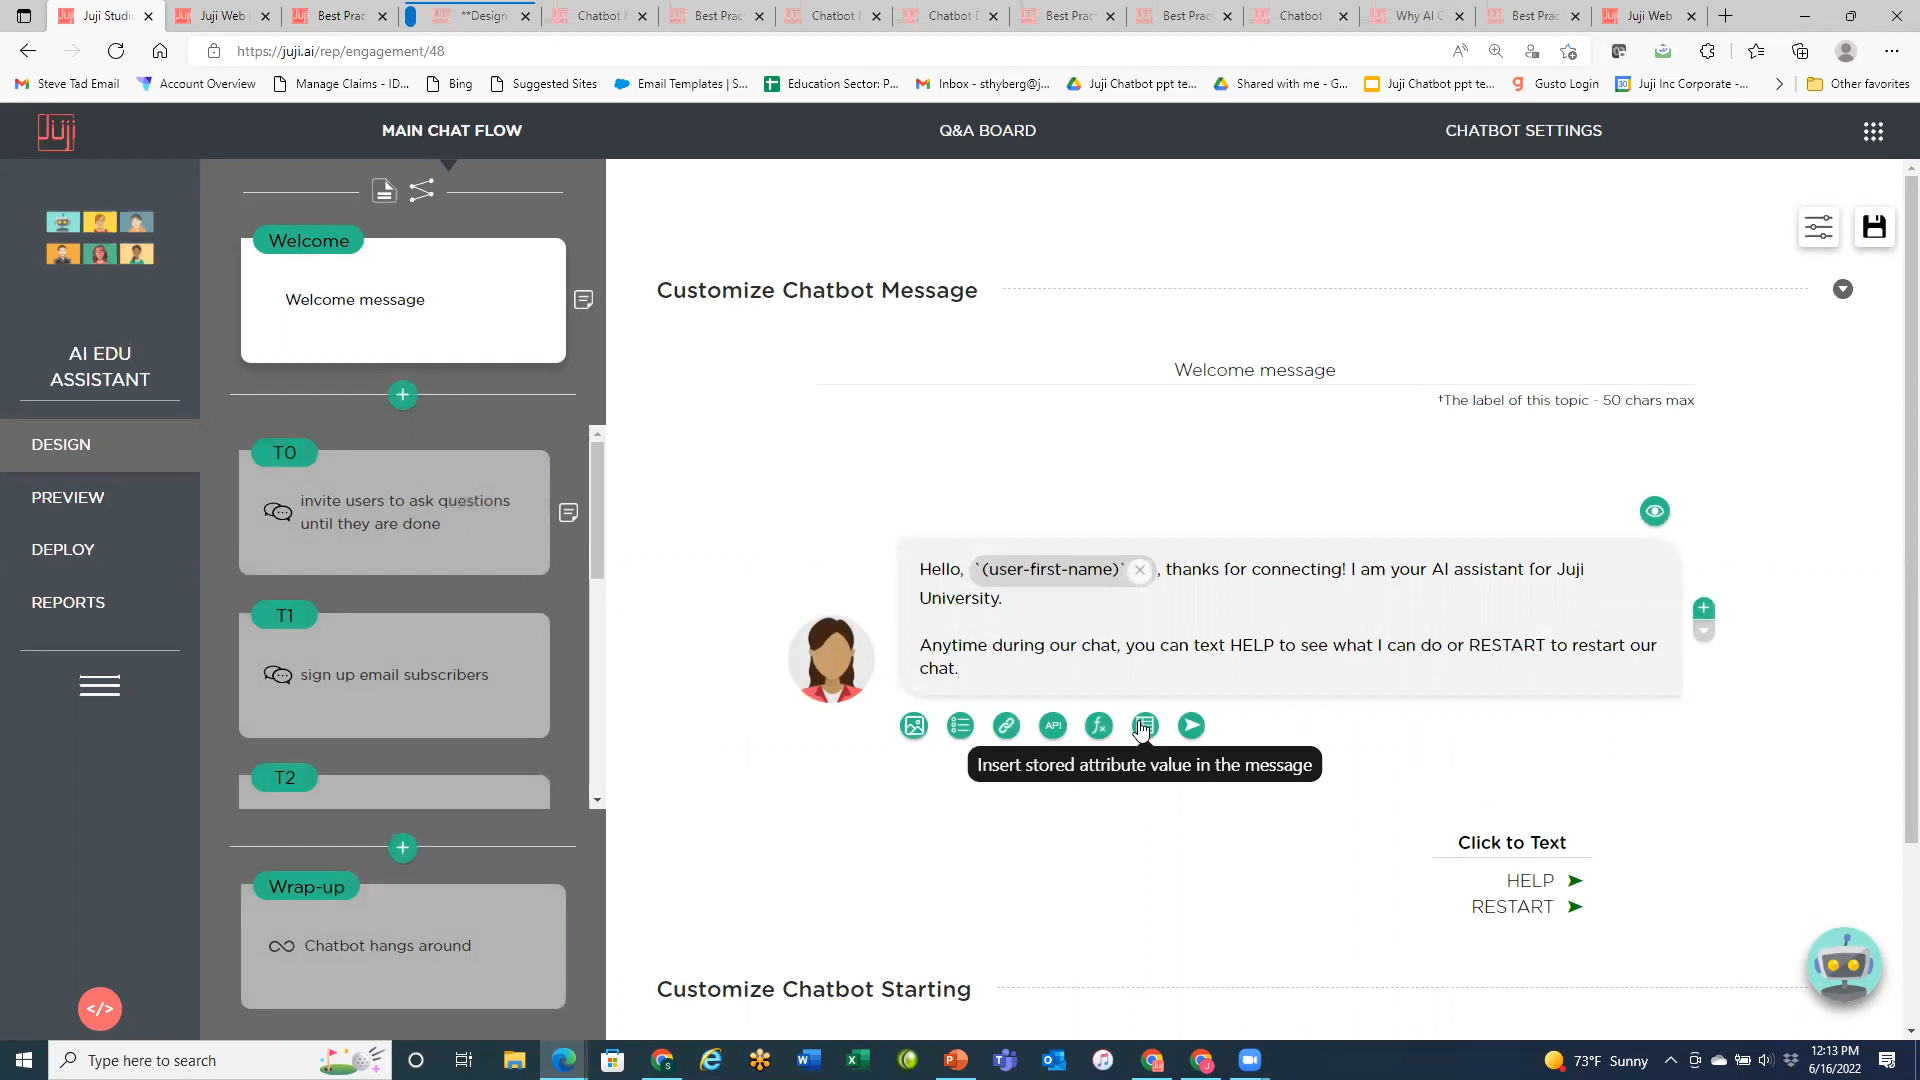 Juji Studi
Juji Web
Best Prac
**Design
Chatbot
Best Prac
Chatbot
Chatbot
Best Prac
Best Prac
Chatbot
Why AI C
Best Prac
Juji Web
https://juji.ai/rep/engagement/48
Steve Tad Email
Account Overview
Manage Claims - ID...
Bing
Suggested Sites
Email Templates | S...
Education Sector: P...
Inbox - sthyberg@j...
Juji Chatbot ppt te...
Shared with me - G...
Juji Chatbot ppt te...
Gusto Login
Juji Inc Corporate -...
Other favorites
Juji
MAIN CHAT FLOW
Q&A BOARD
CHATBOT SETTINGS
AI EDU
ASSISTANT
DESIGN
PREVIEW
DEPLOY
REPORTS
</>
Welcome
Welcome message
T0
invite users to ask questions
until they are done
T1
sign up email subscribers
T2
Wrap-up
Chatbot hangs around
Customize Chatbot Message
Welcome message
†The label of this topic - 50 chars max
Hello, `(user-first-name)` , thanks for connecting! I am your AI assistant for Juji
University.
Anytime during our chat, you can text HELP to see what I can do or RESTART to restart our
chat.
API
fx
Insert stored attribute value in the message
Click to Text
HELP
RESTART
Customize Chatbot Starting
Type here to search
73°F Sunny
12:13 PM
6/16/2022